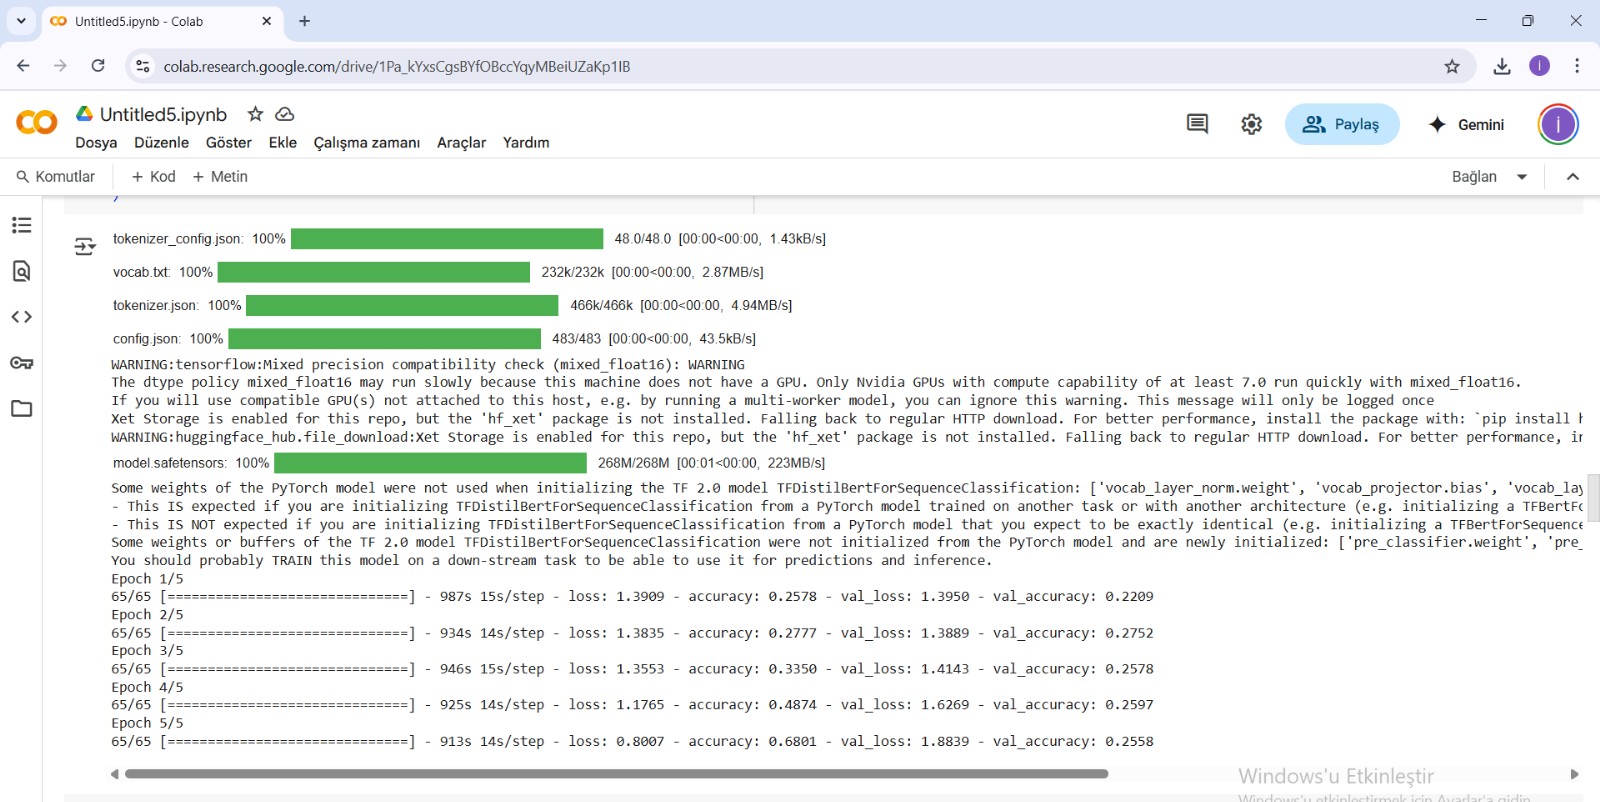 Untitled5.ipynb - Colab
colab.research.google.com/drive/1Pa_kYxsCgsBYfOBccYqyMBeiUZaKp1IB
Untitled5.ipynb
Dosya Düzenle Göster Ekle Çalışma zamanı Araçlar Yardım
Paylaş
Gemini
Komutlar + Kod + Metin
Bağlan
)
tokenizer_config.json: 100% 48.0/48.0 [00:00<00:00, 1.43kB/s]
vocab.txt: 100% 232k/232k [00:00<00:00, 2.87MB/s]
tokenizer.json: 100% 466k/466k [00:00<00:00, 4.94MB/s]
config.json: 100% 483/483 [00:00<00:00, 43.5kB/s]
WARNING:tensorflow:Mixed precision compatibility check (mixed_float16): WARNING
The dtype policy mixed_float16 may run slowly because this machine does not have a GPU. Only Nvidia GPUs with compute capability of at least 7.0 run quickly with mixed_float16.
If you will use compatible GPU(s) not attached to this host, e.g. by running a multi-worker model, you can ignore this warning. This message will only be logged once
Xet Storage is enabled for this repo, but the 'hf_xet' package is not installed. Falling back to regular HTTP download. For better performance, install the package with: `pip install
WARNING:huggingface_hub.file_download:Xet Storage is enabled for this repo, but the 'hf_xet' package is not installed. Falling back to regular HTTP download. For better performance,
model.safetensors: 100% 268M/268M [00:01<00:00, 223MB/s]
Some weights of the PyTorch model were not used when initializing the TF 2.0 model TFDistilBertForSequenceClassification: ['vocab_layer_norm.weight', 'vocab_projector.bias', 'vocab_lay
- This IS expected if you are initializing TFDistilBertForSequenceClassification from a PyTorch model trained on another task or with another architecture (e.g. initializing a TFBertFo
- This IS NOT expected if you are initializing TFDistilBertForSequenceClassification from a PyTorch model that you expect to be exactly identical (e.g. initializing a TFBertForSequence
Some weights or buffers of the TF 2.0 model TFDistilBertForSequenceClassification were not initialized from the PyTorch model and are newly initialized: ['pre_classifier.weight', 'pre_
You should probably TRAIN this model on a down-stream task to be able to use it for predictions and inference.
Epoch 1/5
65/65 [==============================] - 987s 15s/step - loss: 1.3909 - accuracy: 0.2578 - val_loss: 1.3950 - val_accuracy: 0.2209
Epoch 2/5
65/65 [==============================] - 934s 14s/step - loss: 1.3835 - accuracy: 0.2777 - val_loss: 1.3889 - val_accuracy: 0.2752
Epoch 3/5
65/65 [==============================] - 946s 15s/step - loss: 1.3553 - accuracy: 0.3350 - val_loss: 1.4143 - val_accuracy: 0.2578
Epoch 4/5
65/65 [==============================] - 925s 14s/step - loss: 1.1765 - accuracy: 0.4874 - val_loss: 1.6269 - val_accuracy: 0.2597
Epoch 5/5
65/65 [==============================] - 913s 14s/step - loss: 0.8007 - accuracy: 0.6801 - val_loss: 1.8839 - val_accuracy: 0.2558
Windows'u Etkinleştir
Windows'u etkinleştirmek için Ayarlar'a gidin